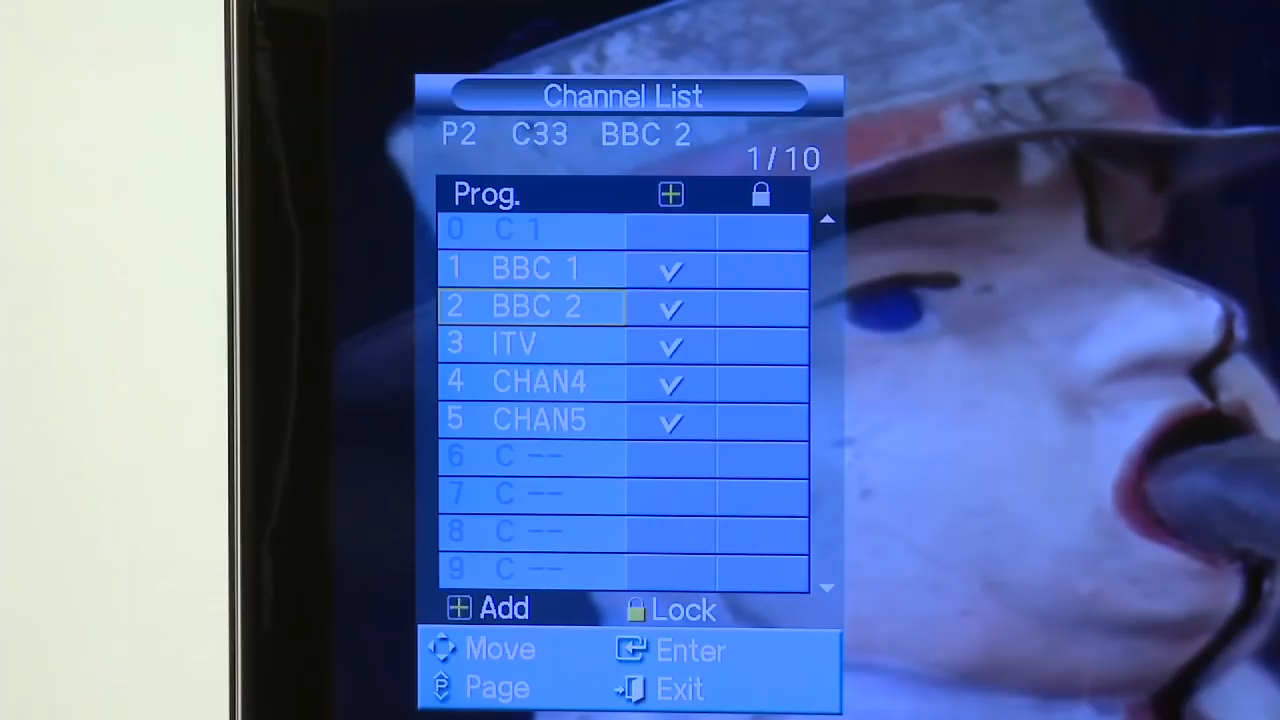 Channel List
P2 C33 BBC 2
1/10
Prog.
0 C 1
1 BBC 1
2 BBC 2
3 ITV
4 CHAN4
5 CHAN5
6 C --
7 C --
8 C --
9 C --
Add Lock
Move Enter
P Page Exit